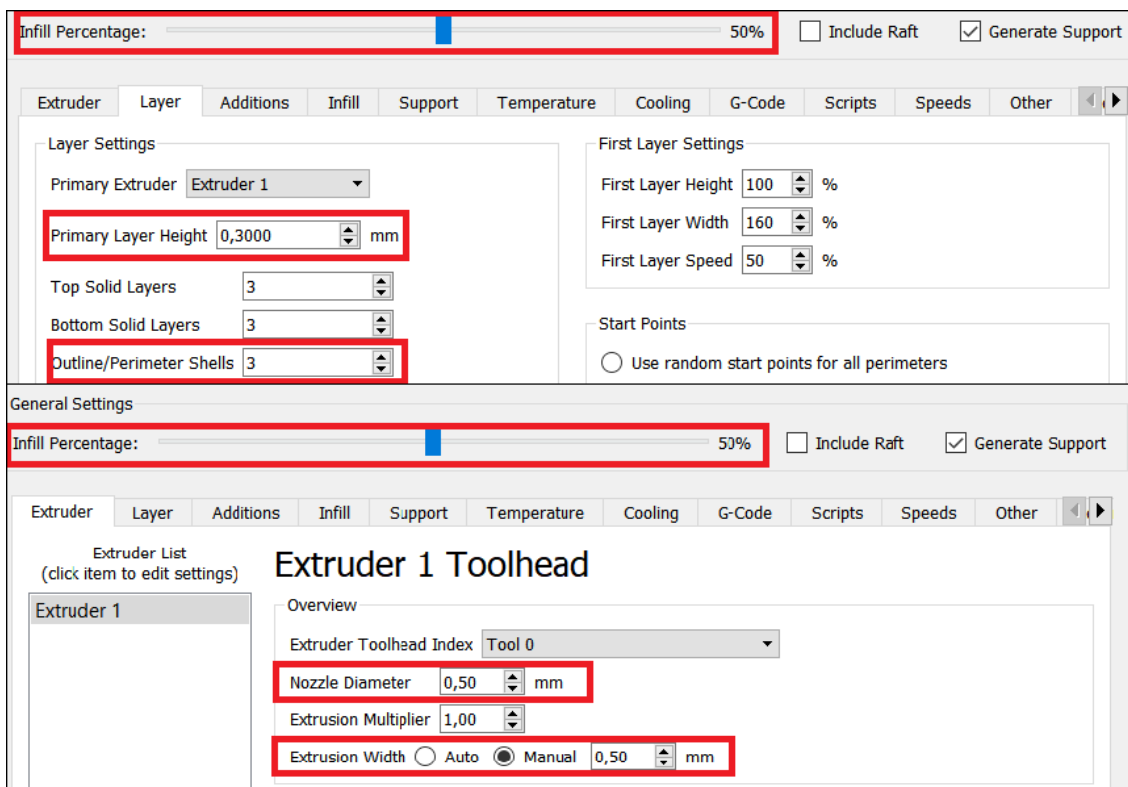 Infill Percentage: 50% Include Raft Generate Support
Extruder Layer Additions Infill Support Temperature Cooling G-Code Scripts Speeds Other
Layer Settings
Primary Extruder Extruder 1
Primary Layer Height 0,3000 mm
Top Solid Layers 3
Bottom Solid Layers 3
Outline/Perimeter Shells 3
First Layer Settings
First Layer Height 100 %
First Layer Width 160 %
First Layer Speed 50 %
Start Points
Use random start points for all perimeters
General Settings
Infill Percentage: 50% Include Raft Generate Support
Extruder Layer Additions Infill Support Temperature Cooling G-Code Scripts Speeds Other
Extruder List
(click item to edit settings)
Extruder 1
Extruder 1 Toolhead
Overview
Extruder Toolhead Index Tool 0
Nozzle Diameter 0,50 mm
Extrusion Multiplier 1,00
Extrusion Width Auto Manual 0,50 mm